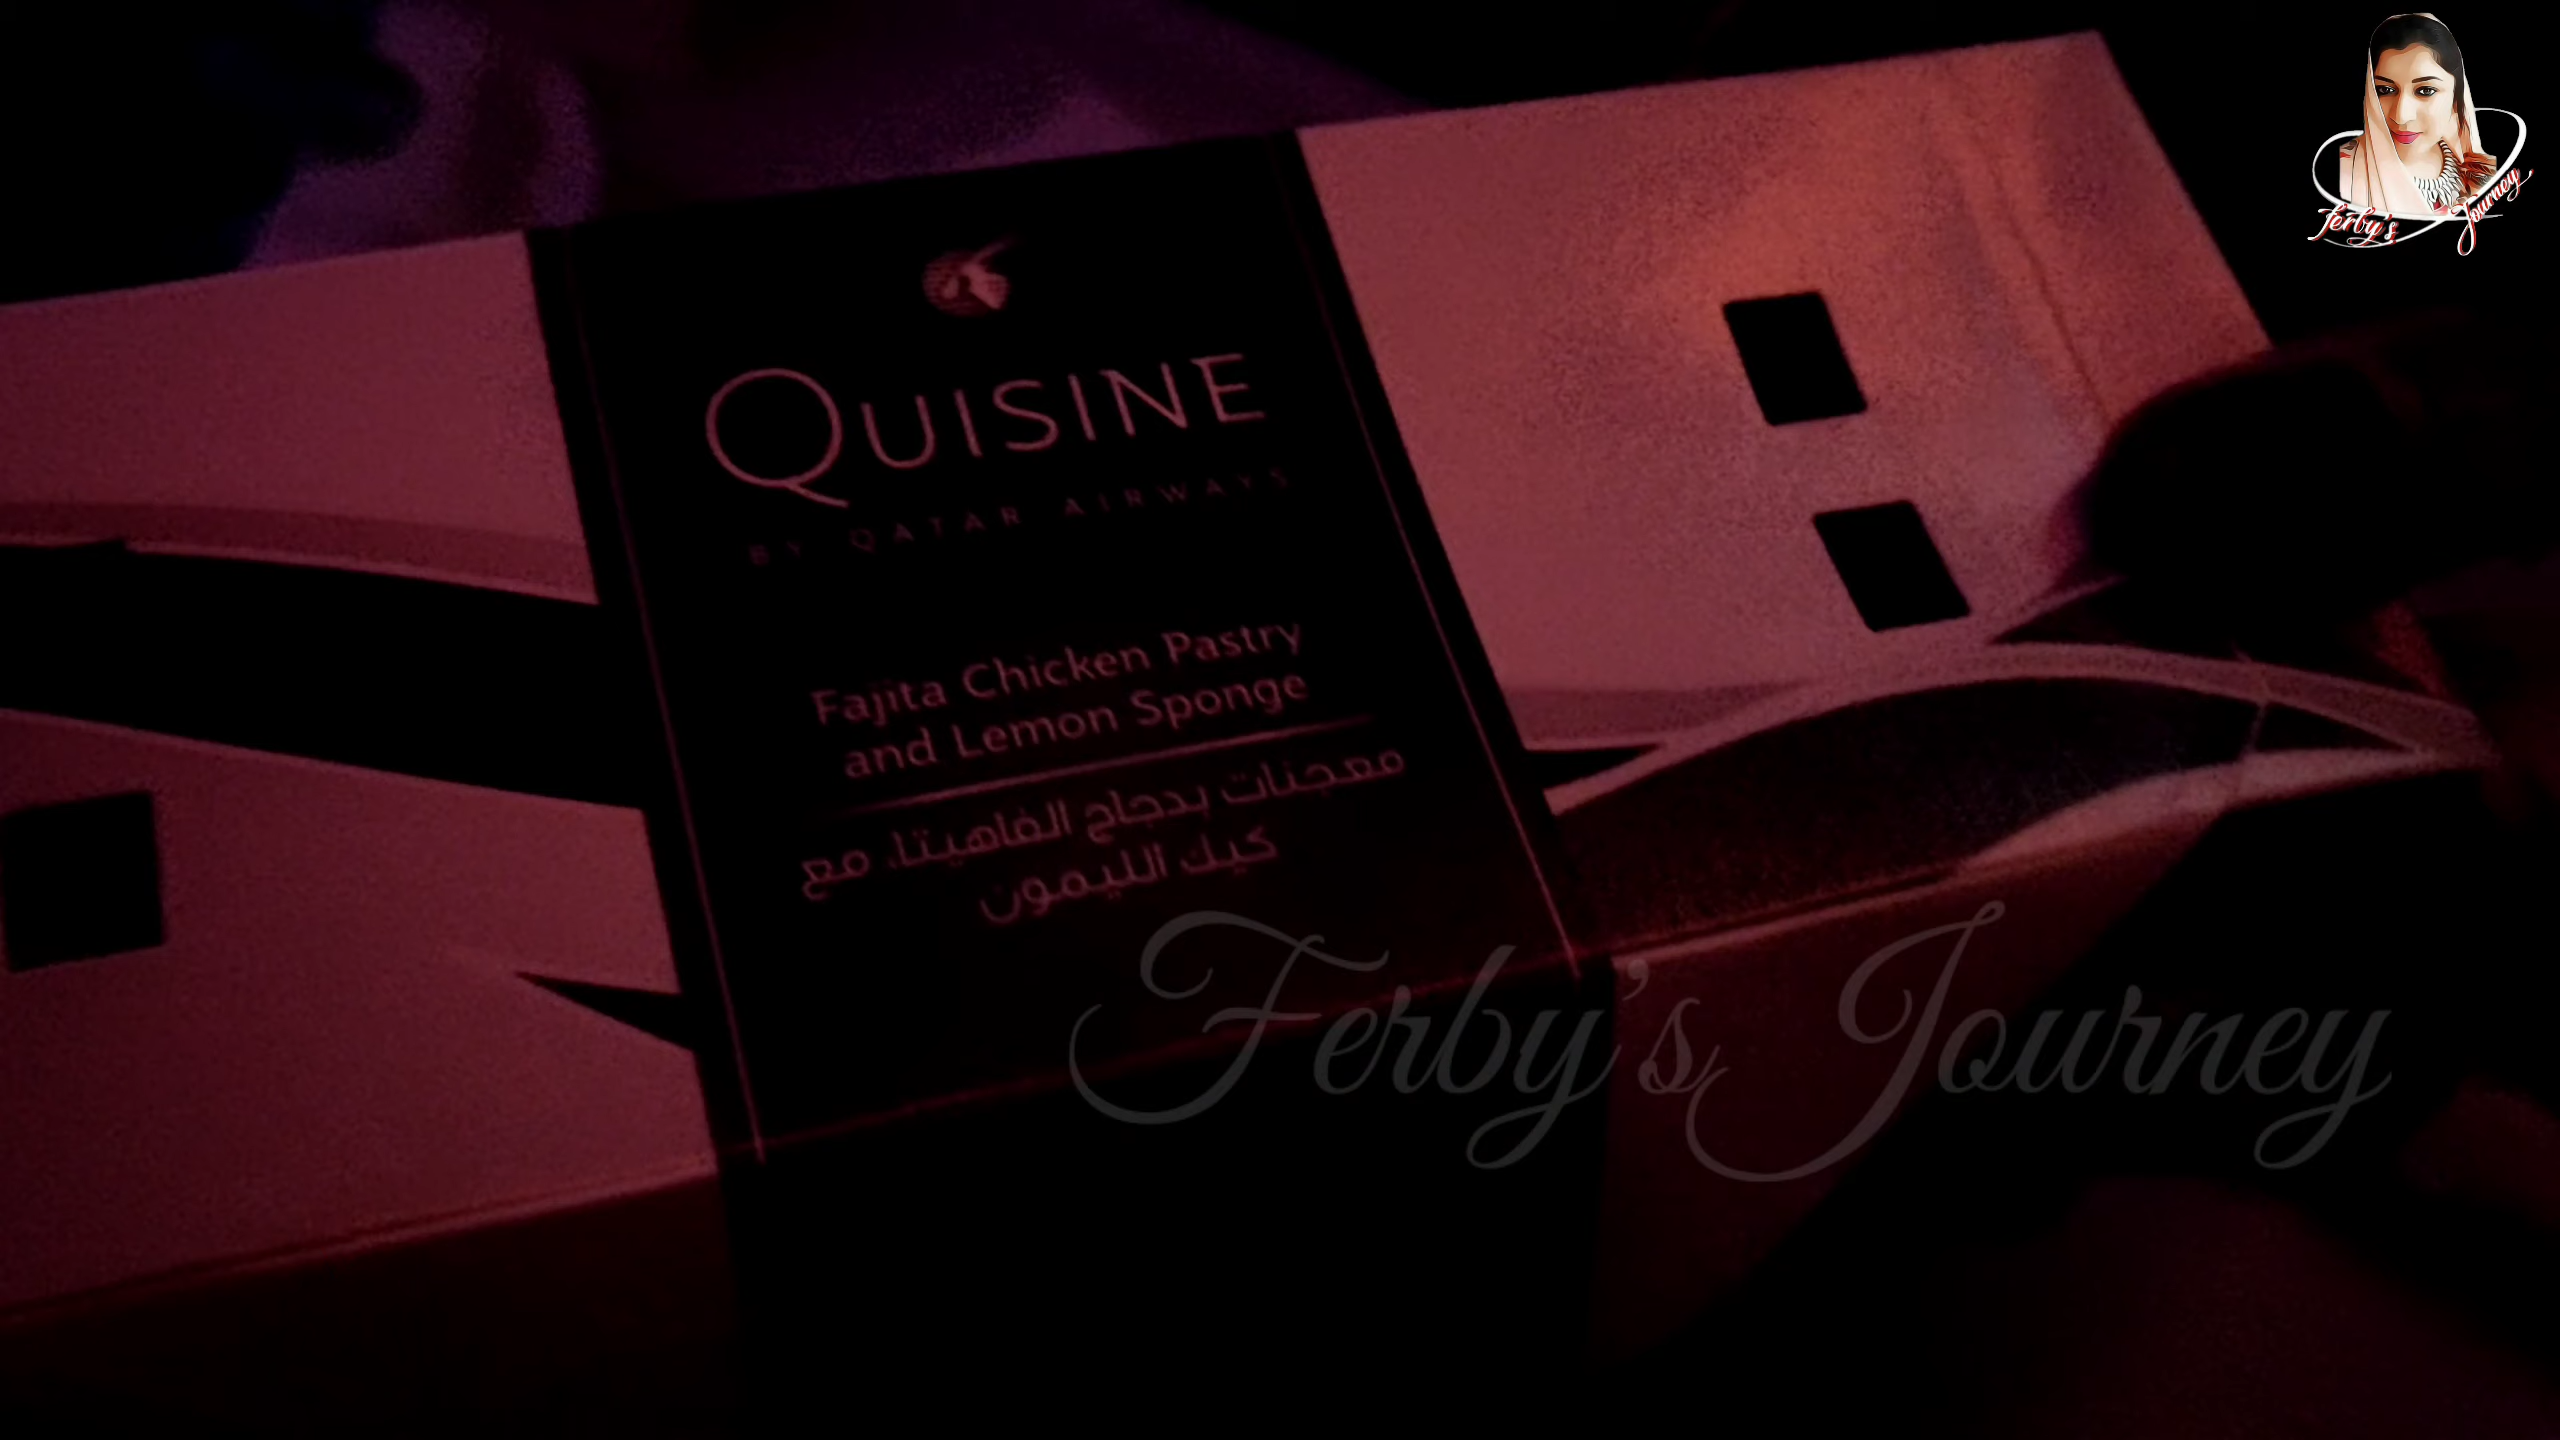 QUISINE
BY QATAR AIRWAYS
Fajita Chicken Pastry
and Lemon Sponge
معجنات بدجاج الفاهيتا، مع
كيك الليمون
Ferby's Journey
Ferby's Journey